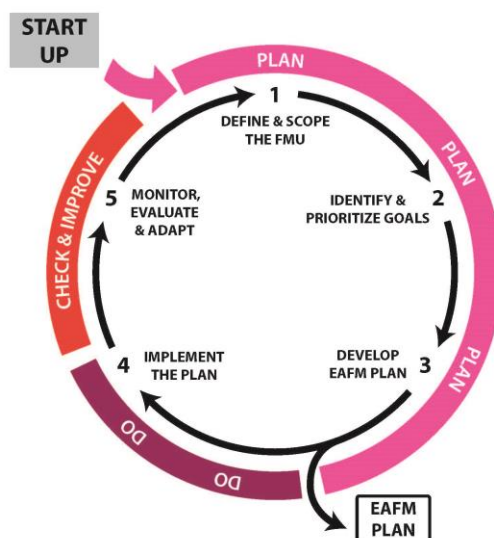 START
UP
PLAN
1
DEFINE & SCOPE
THE FMU
PLAN
2
IDENTIFY &
PRIORITIZE GOALS
PLAN
3
DEVELOP
EAFM PLAN
EAFM
PLAN
DO
DO
4
IMPLEMENT
THE PLAN
CHECK & IMPROVE
5
MONITOR,
EVALUATE
& ADAPT